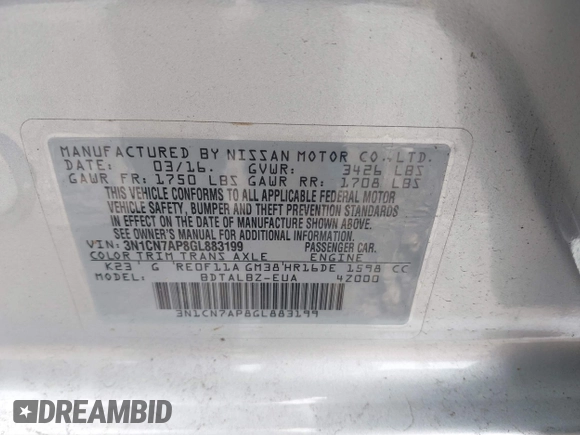 MANUFACTURED BY NISSAN MOTOR CO., LTD.
DATE: 03/16. GVWR: 3426 LBS
GAWR FR: 1750 LBS GAWR RR: 1708 LBS
THIS VEHICLE CONFORMS TO ALL APPLICABLE FEDERAL MOTOR
VEHICLE SAFETY, BUMPER AND THEFT PREVENTION STANDARDS
IN EFFECT ON THE DATE OF MANUFACTURE SHOWN ABOVE.
SEE OWNER'S MANUAL FOR ADDITIONAL INFORMATION.
VIN: 3N1CN7AP8GL883199 PASSENGER CAR.
COLOR TRIM TRANS AXLE ENGINE
K23 G RE0F11A GM38 HR16DE 1598 CC
MODEL BDTALBZ-EUA 42000
3N1CN7AP8GL883199
DREAMBID